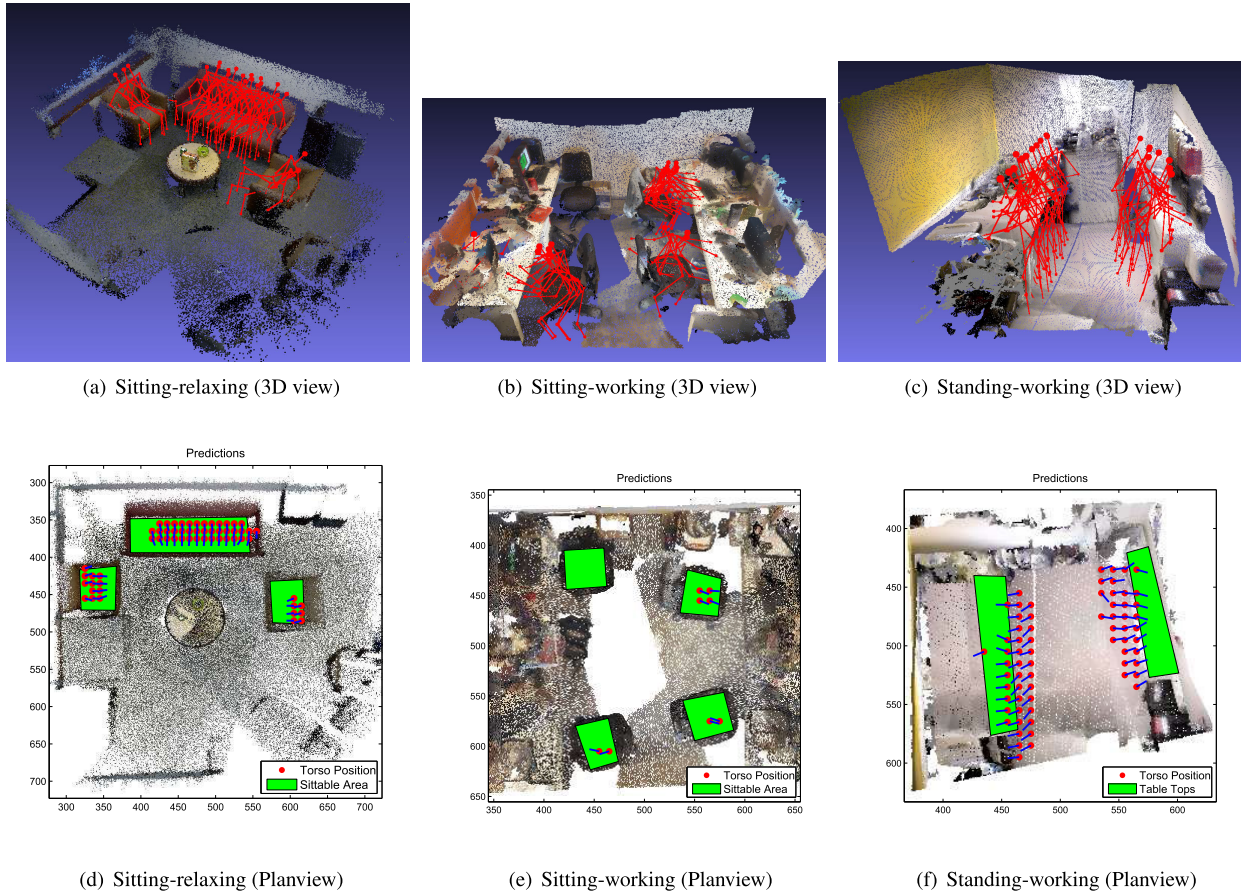 (a) Sitting-relaxing (3D view)
(b) Sitting-working (3D view)
(c) Standing-working (3D view)
Predictions
300
350
400
450
500
550
600
650
700
300 350 400 450 500 550 600 650 700
Torso Position
Sittable Area
(d) Sitting-relaxing (Planview)
Predictions
350
400
450
500
550
600
650
350 400 450 500 550 600 650
Torso Position
Sittable Area
(e) Sitting-working (Planview)
Predictions
400
450
500
550
600
400 450 500 550 600
Torso Position
Table Tops
(f) Standing-working (Planview)